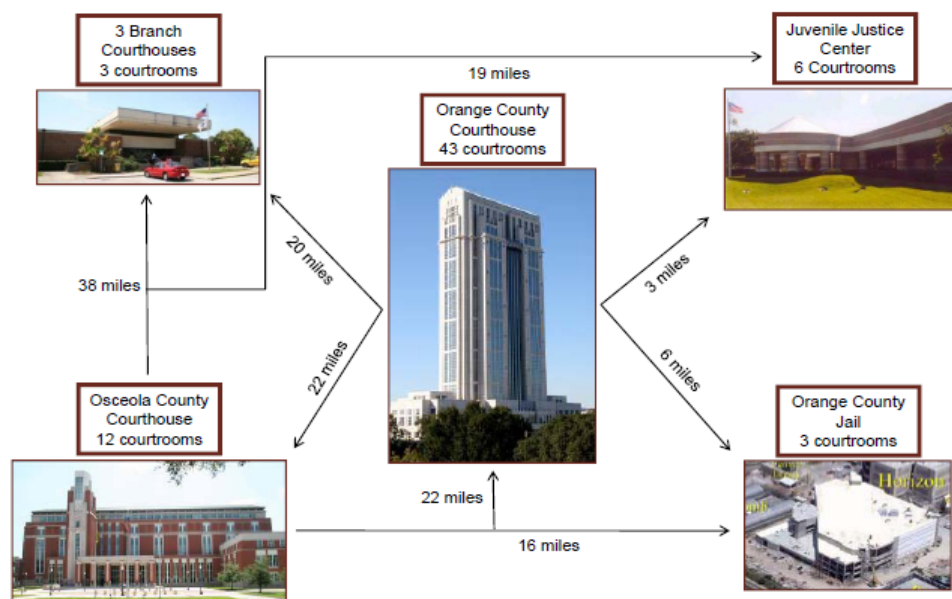 3 Branch
Courthouses
3 courtrooms
Juvenile Justice
Center
6 Courtrooms
19 miles
Orange County
Courthouse
43 courtrooms
20 miles
3 miles
38 miles
22 miles
6 miles
Osceola County
Courthouse
12 courtrooms
Orange County
Jail
3 courtrooms
22 miles
Horizon
16 miles